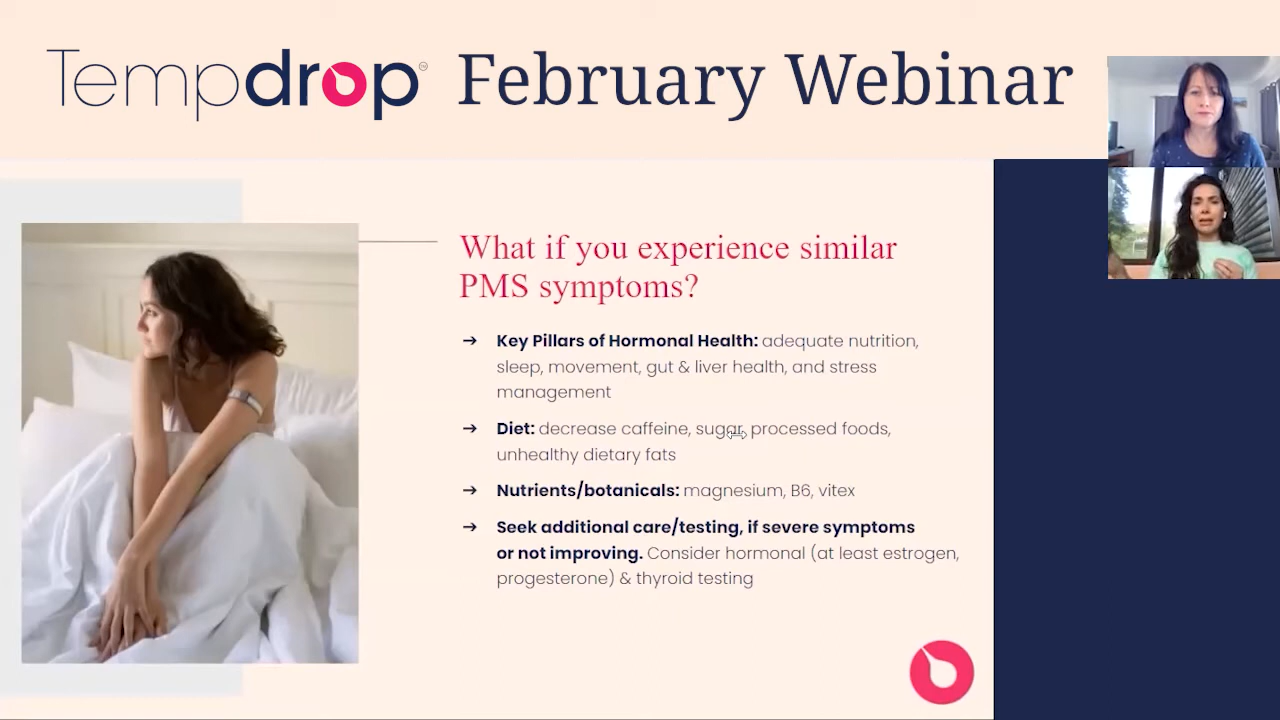 Tempdrop™ February Webinar
What if you experience similar
PMS symptoms?
➔ Key Pillars of Hormonal Health: adequate nutrition,
sleep, movement, gut & liver health, and stress
management
➔ Diet: decrease caffeine, sugar, processed foods,
unhealthy dietary fats
➔ Nutrients/botanicals: magnesium, B6, vitex
➔ Seek additional care/testing, if severe symptoms
or not improving. Consider hormonal (at least estrogen,
progesterone) & thyroid testing